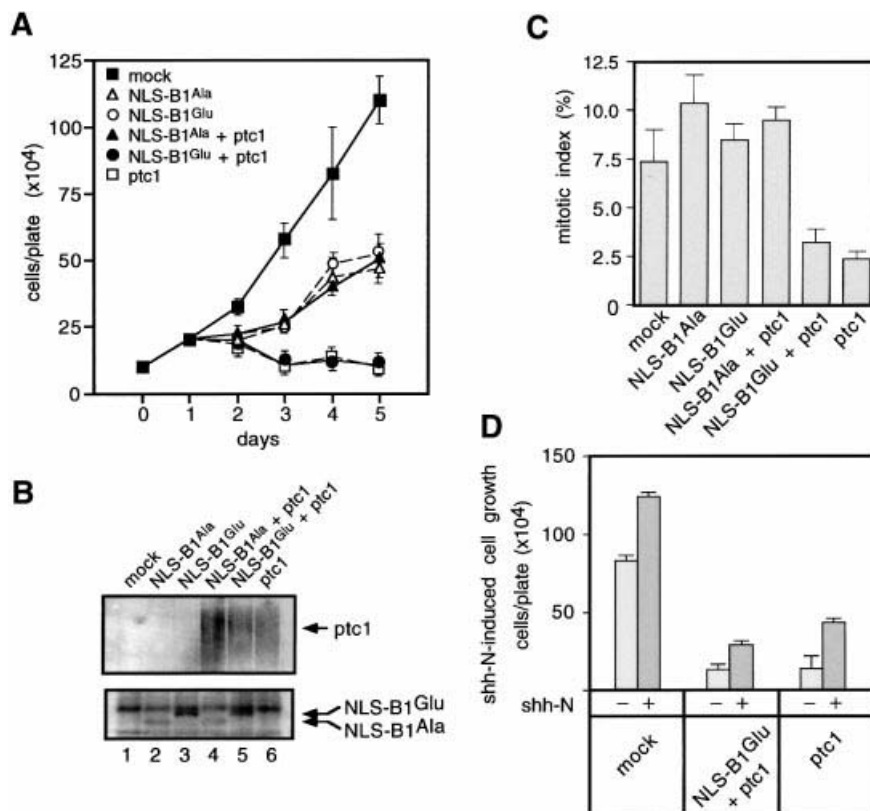 A
cells/plate (x10⁴)
125
100
75
50
25
0
mock
NLS-B1Ala
NLS-B1Glu
NLS-B1Ala + ptc1
NLS-B1Glu + ptc1
ptc1
0 1 2 3 4 5
days
B
mock
NLS-B1Ala
NLS-B1Glu
NLS-B1Ala + ptc1
NLS-B1Glu + ptc1
ptc1
ptc1
NLS-B1Glu
NLS-B1Ala
1 2 3 4 5 6
C
mitotic index (%)
12.5
10.0
7.5
5.0
2.5
0
mock
NLS-B1Ala
NLS-B1Glu
NLS-B1Ala + ptc1
NLS-B1Glu + ptc1
ptc1
D
shh-N-induced cell growth
cells/plate (x10⁴)
150
100
50
shh-N
− + − + − +
mock
NLS-B1Glu
+ ptc1
ptc1